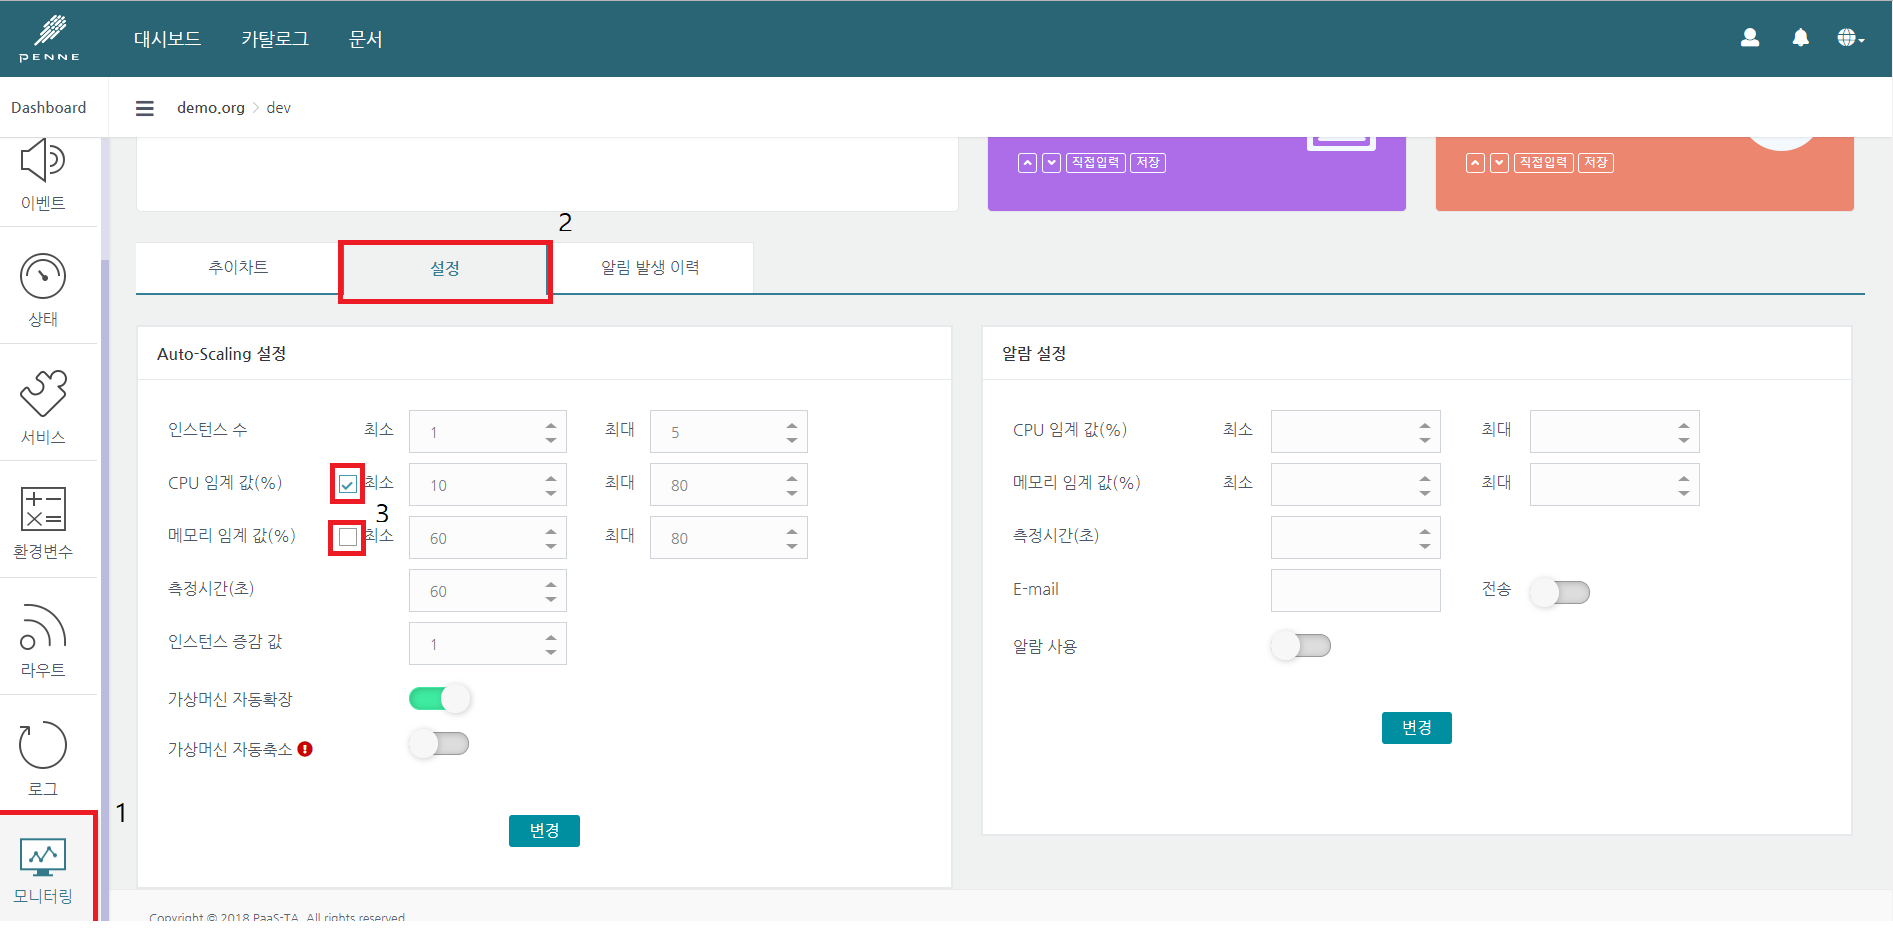 PENNE
대시보드 카탈로그 문서
Dashboard
demo.org > dev
이벤트
상태
서비스
환경변수
라우트
로그
1
모니터링
직접입력 저장
직접입력 저장
2
추이차트
설정
알림 발생 이력
Auto-Scaling 설정
인스턴스 수 최소 1 최대 5
CPU 임계 값(%) 최소 10 최대 80
3
메모리 임계 값(%) 최소 60 최대 80
측정시간(초) 60
인스턴스 증감 값 1
가상머신 자동확장
가상머신 자동축소
변경
알람 설정
CPU 임계 값(%) 최소 최대
메모리 임계 값(%) 최소 최대
측정시간(초)
E-mail 전송
알람 사용
변경
Copyright © 2018 PaaS-TA. All rights reserved.